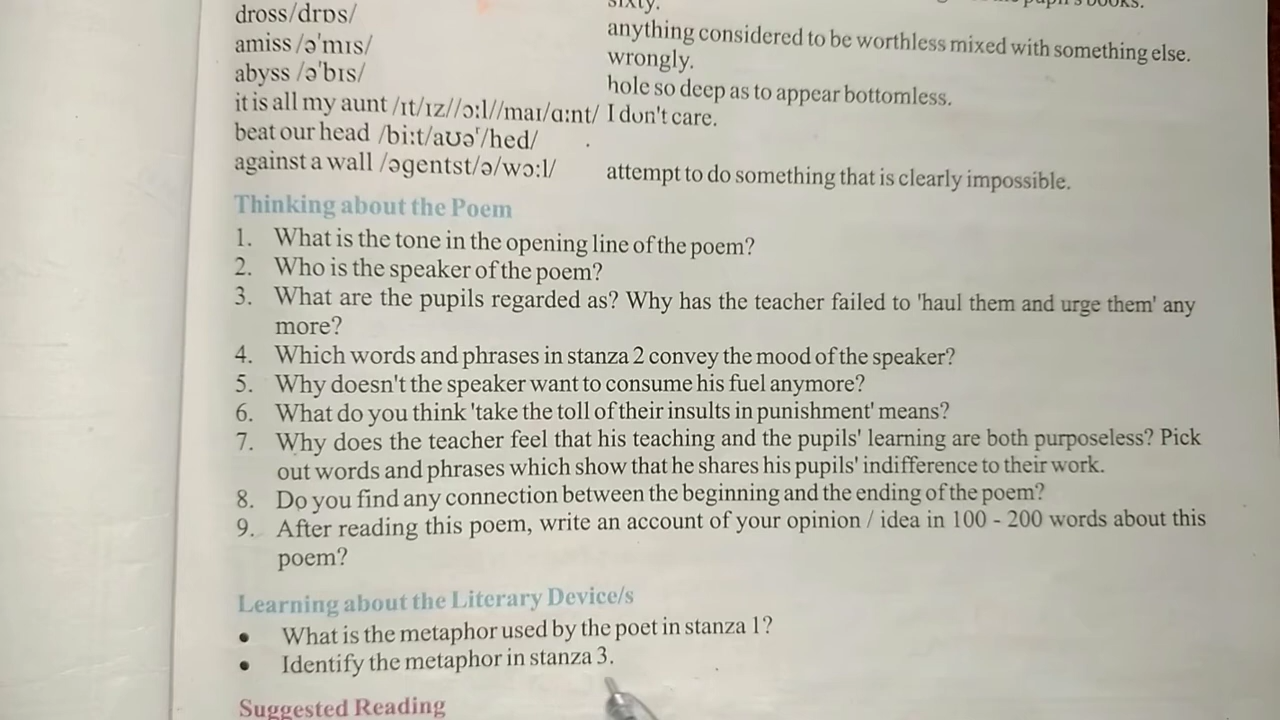 sixty.
dross/drɒs/
anything considered to be worthless mixed with something else.
amiss /ə'mɪs/
wrongly.
abyss /ə'bɪs/
hole so deep as to appear bottomless.
it is all my aunt /ɪt/ɪz//ɔ:l//maɪ/ɑ:nt/ I don't care.
beat our head /bi:t/aʊəʳ/hed/
against a wall /əgentst/ə/wɔ:l/ attempt to do something that is clearly impossible.
Thinking about the Poem
1. What is the tone in the opening line of the poem?
2. Who is the speaker of the poem?
3. What are the pupils regarded as? Why has the teacher failed to 'haul them and urge them' any
more?
4. Which words and phrases in stanza 2 convey the mood of the speaker?
5. Why doesn't the speaker want to consume his fuel anymore?
6. What do you think 'take the toll of their insults in punishment' means?
7. Why does the teacher feel that his teaching and the pupils' learning are both purposeless? Pick
out words and phrases which show that he shares his pupils' indifference to their work.
8. Do you find any connection between the beginning and the ending of the poem?
9. After reading this poem, write an account of your opinion / idea in 100 - 200 words about this
poem?
Learning about the Literary Device/s
• What is the metaphor used by the poet in stanza 1?
• Identify the metaphor in stanza 3.
Suggested Reading